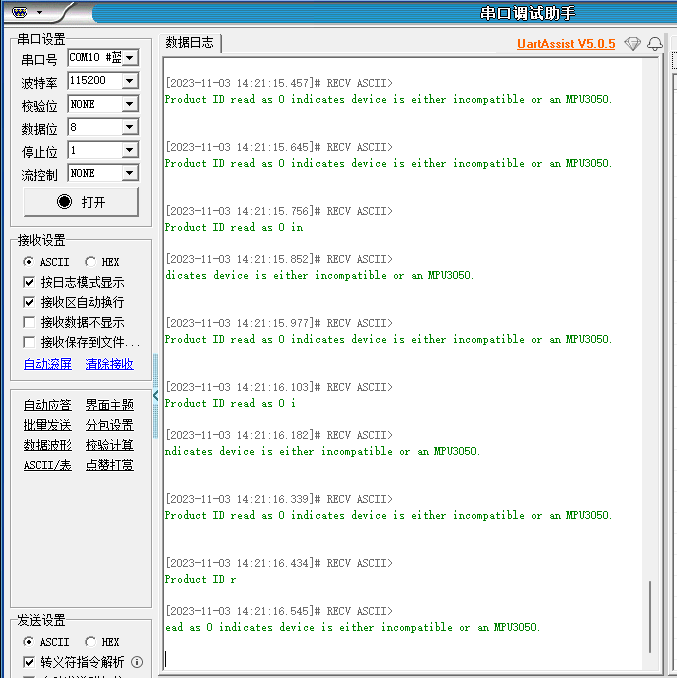 串口调试助手
串口设置
串口号 COM10 #蓝
波特率 115200
校验位 NONE
数据位 8
停止位 1
流控制 NONE
打开
接收设置
ASCII HEX
按日志模式显示
接收区自动换行
接收数据不显示
接收保存到文件...
自动滚屏 清除接收
自动应答 界面主题
批量发送 分包设置
数据波形 校验计算
ASCII/表 点赞打赏
发送设置
ASCII HEX
转义符指令解析
数据日志 UartAssist V5.0.5
[2023-11-03 14:21:15.457]# RECV ASCII>
Product ID read as 0 indicates device is either incompatible or an MPU3050.
[2023-11-03 14:21:15.645]# RECV ASCII>
Product ID read as 0 indicates device is either incompatible or an MPU3050.
[2023-11-03 14:21:15.756]# RECV ASCII>
Product ID read as 0 in
[2023-11-03 14:21:15.852]# RECV ASCII>
dicates device is either incompatible or an MPU3050.
[2023-11-03 14:21:15.977]# RECV ASCII>
Product ID read as 0 indicates device is either incompatible or an MPU3050.
[2023-11-03 14:21:16.103]# RECV ASCII>
Product ID read as 0 i
[2023-11-03 14:21:16.182]# RECV ASCII>
ndicates device is either incompatible or an MPU3050.
[2023-11-03 14:21:16.339]# RECV ASCII>
Product ID read as 0 indicates device is either incompatible or an MPU3050.
[2023-11-03 14:21:16.434]# RECV ASCII>
Product ID r
[2023-11-03 14:21:16.545]# RECV ASCII>
ead as 0 indicates device is either incompatible or an MPU3050.